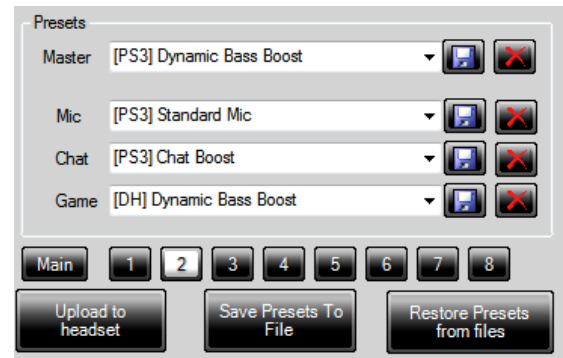 Presets
Master [PS3] Dynamic Bass Boost
Mic [PS3] Standard Mic
Chat [PS3] Chat Boost
Game [DH] Dynamic Bass Boost
Main 1 2 3 4 5 6 7 8
Upload to headset
Save Presets To File
Restore Presets from files